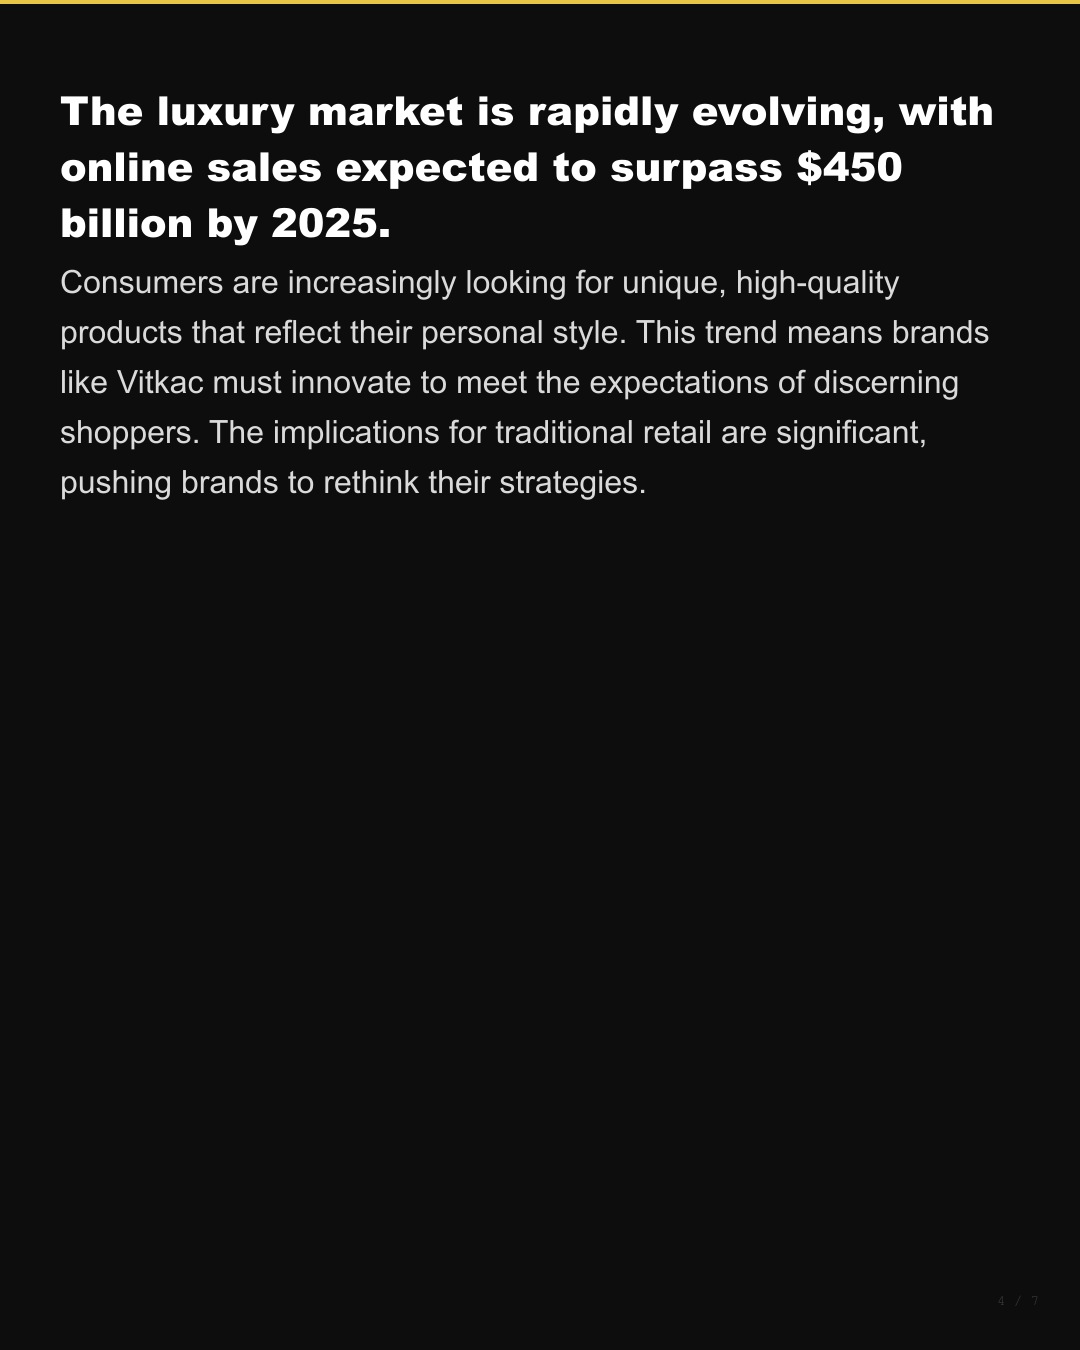 The luxury market is rapidly evolving, with
online sales expected to surpass $450
billion by 2025.
Consumers are increasingly looking for unique, high-quality
products that reflect their personal style. This trend means brands
like Vitkac must innovate to meet the expectations of discerning
shoppers. The implications for traditional retail are significant,
pushing brands to rethink their strategies.
4 / 7